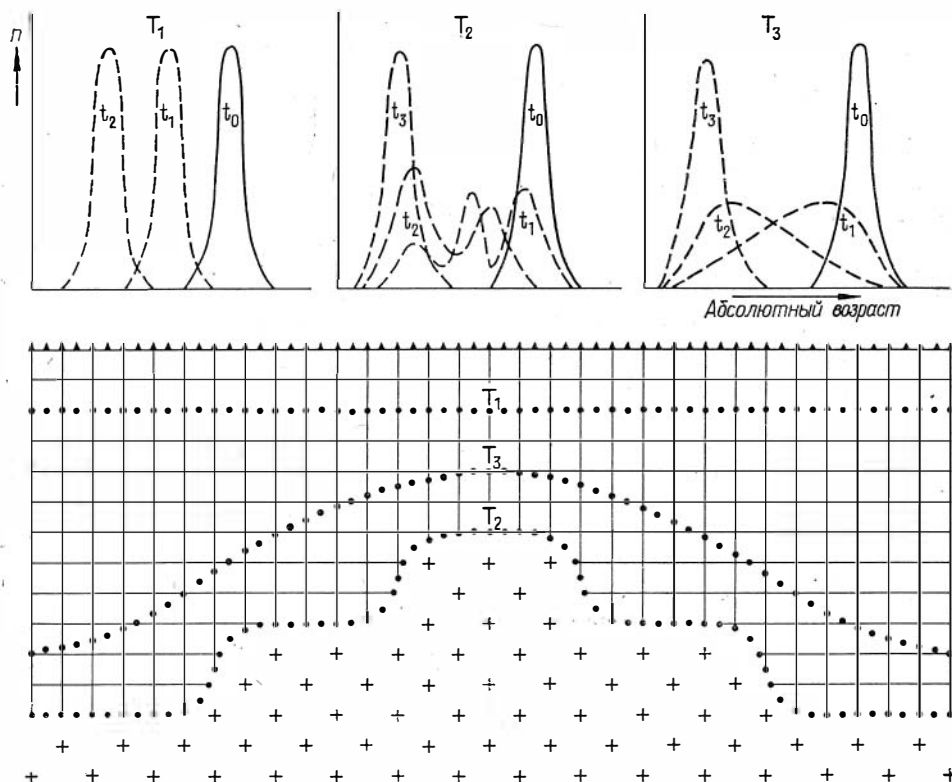 T₁ T₂ T₃
n
t₂ t₁ t₀
t₃ t₀
t₂ t₁
t₃ t₀
t₂ t₁
Абсолютный возраст
T₁
T₃
T₂